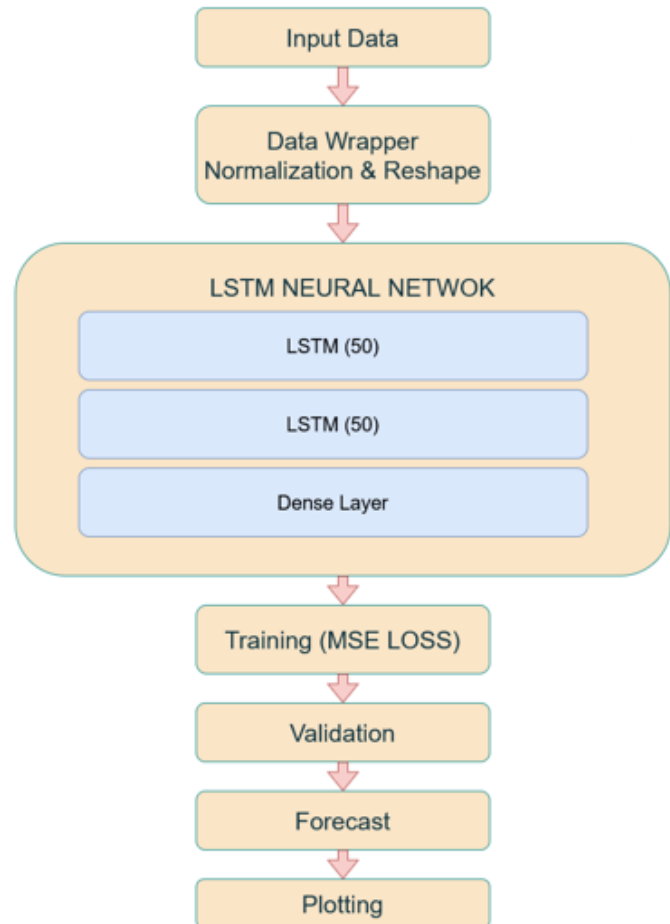 Input Data
Data Wrapper
Normalization & Reshape
LSTM NEURAL NETWOK
LSTM (50)
LSTM (50)
Dense Layer
Training (MSE LOSS)
Validation
Forecast
Plotting